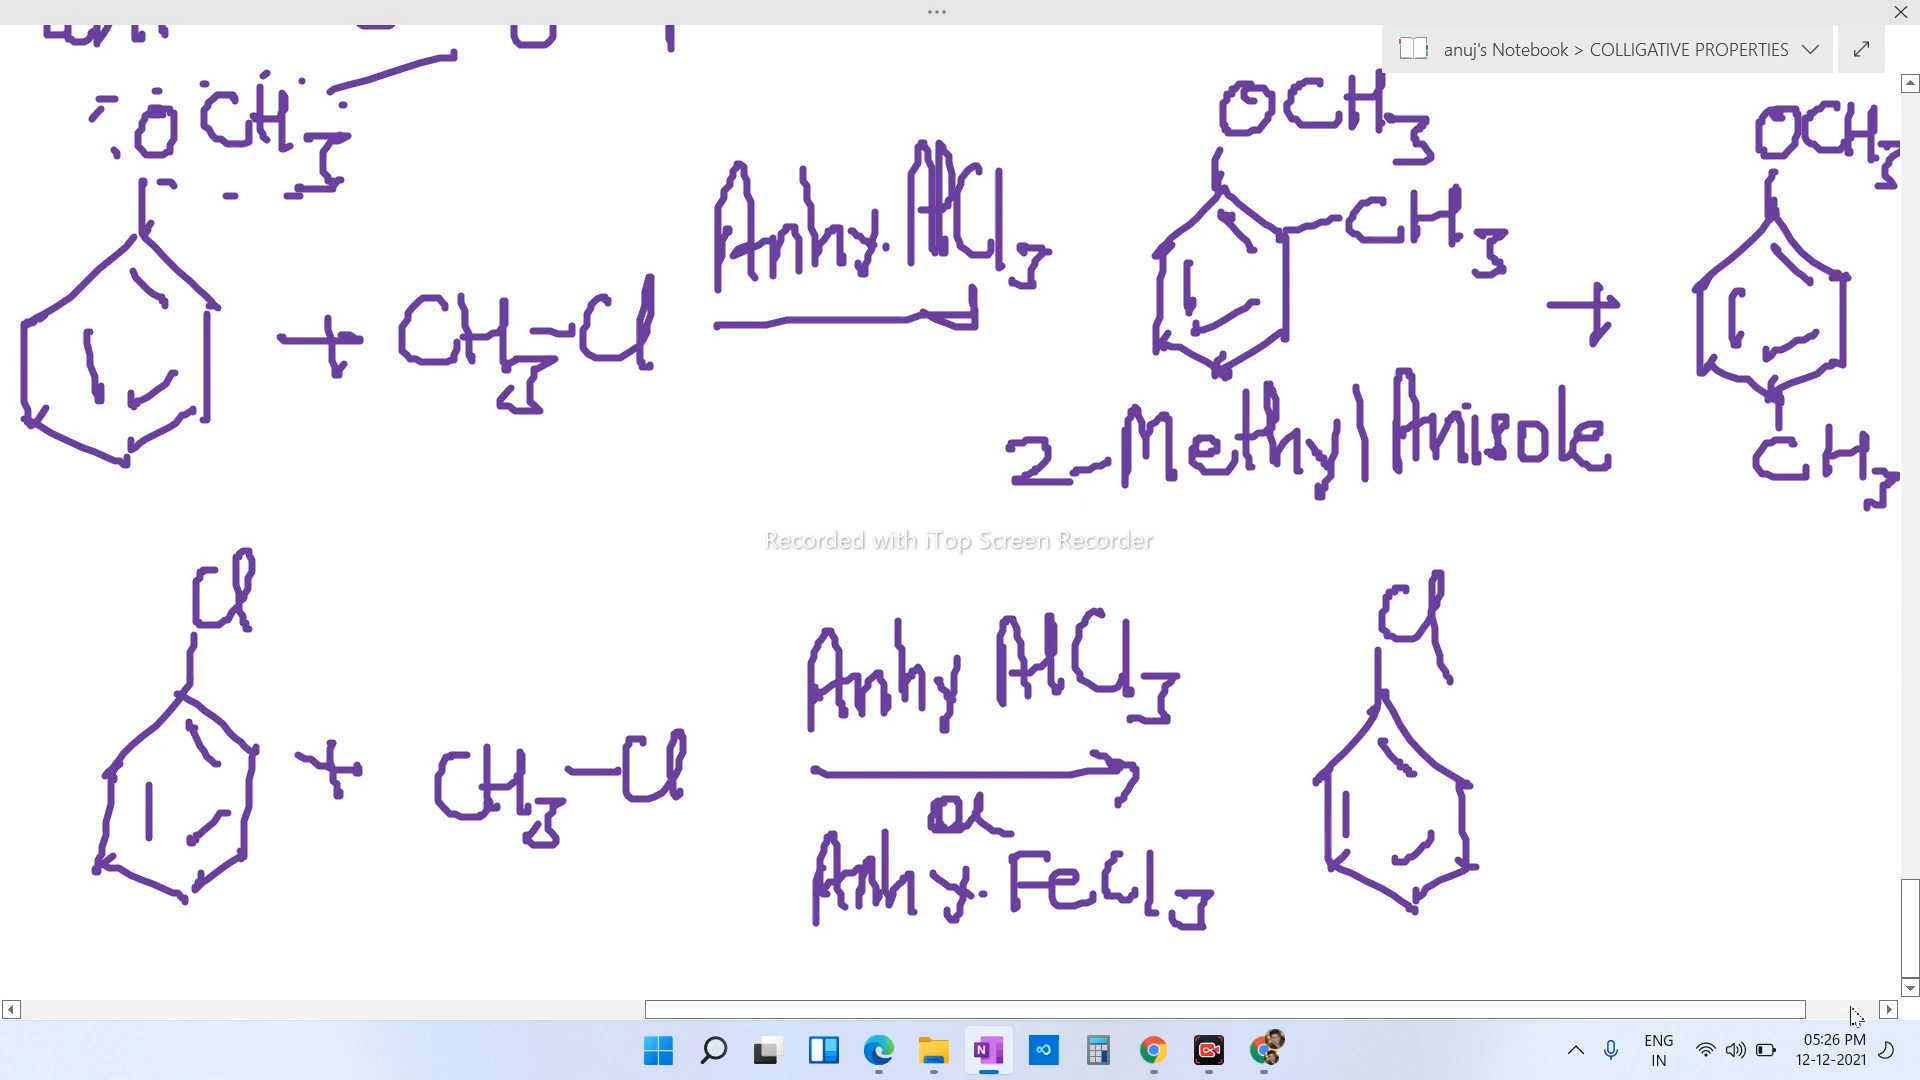 anuj's Notebook > COLLIGATIVE PROPERTIES
OCH3
OCH3
OCH3
Anhy. AlCl3
CH3
+ CH3-Cl
+
CH3
2-Methyl Anisole
Recorded with iTop Screen Recorder
Cl
Cl
Anhy AlCl3
+ CH3-Cl
or
Anhy. FeCl3
ENG
IN
05:26 PM
12-12-2021